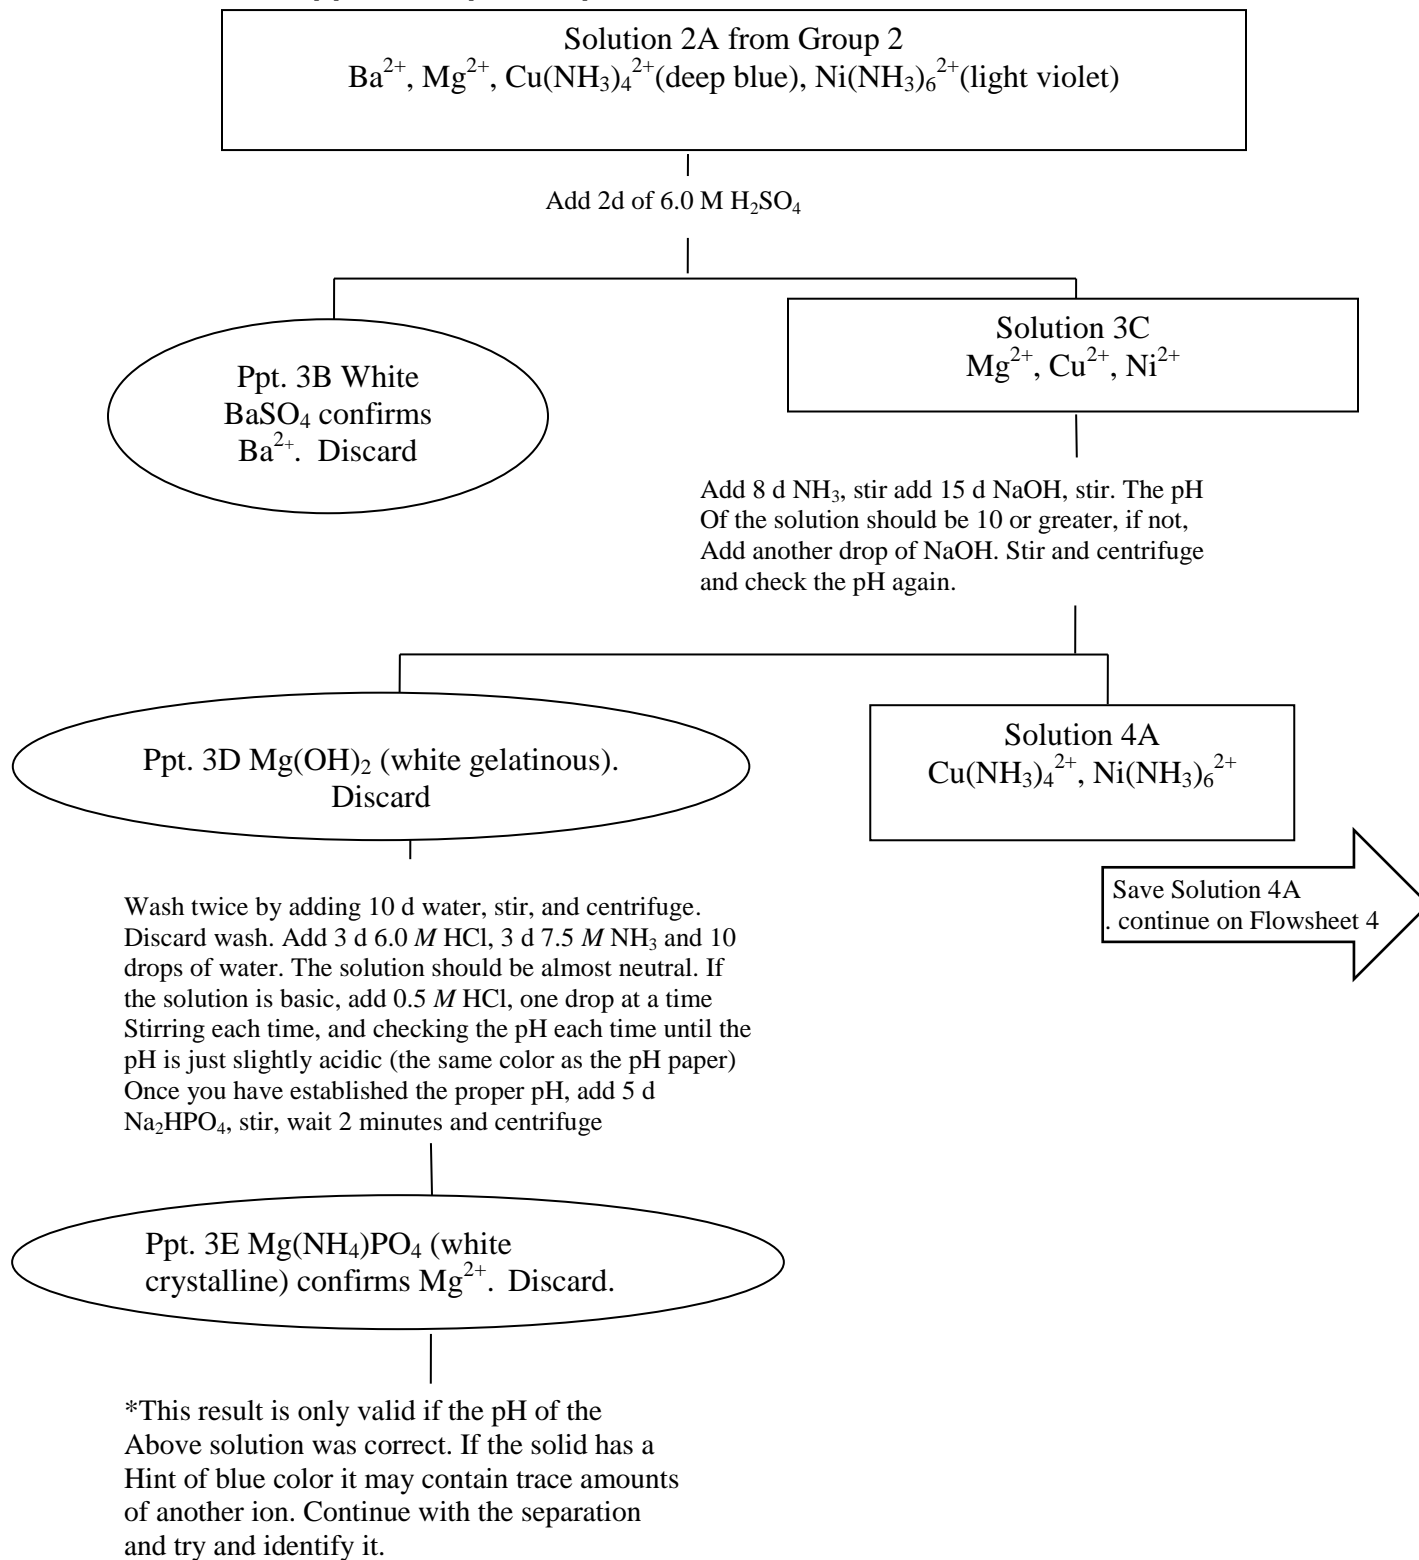 Solution 2A from Group 2
Ba²⁺, Mg²⁺, Cu(NH₃)₄²⁺(deep blue), Ni(NH₃)₆²⁺(light violet)
Add 2d of 6.0 M H₂SO₄
Ppt. 3B White
BaSO₄ confirms
Ba²⁺. Discard
Solution 3C
Mg²⁺, Cu²⁺, Ni²⁺
Add 8 d NH₃, stir add 15 d NaOH, stir. The pH
Of the solution should be 10 or greater, if not,
Add another drop of NaOH. Stir and centrifuge
and check the pH again.
Ppt. 3D Mg(OH)₂ (white gelatinous).
Discard
Solution 4A
Cu(NH₃)₄²⁺, Ni(NH₃)₆²⁺
Save Solution 4A
. continue on Flowsheet 4
Wash twice by adding 10 d water, stir, and centrifuge.
Discard wash. Add 3 d 6.0 M HCl, 3 d 7.5 M NH₃ and 10
drops of water. The solution should be almost neutral. If
the solution is basic, add 0.5 M HCl, one drop at a time
Stirring each time, and checking the pH each time until the
pH is just slightly acidic (the same color as the pH paper)
Once you have established the proper pH, add 5 d
Na₂HPO₄, stir, wait 2 minutes and centrifuge
Ppt. 3E Mg(NH₄)PO₄ (white
crystalline) confirms Mg²⁺. Discard.
*This result is only valid if the pH of the
Above solution was correct. If the solid has a
Hint of blue color it may contain trace amounts
of another ion. Continue with the separation
and try and identify it.